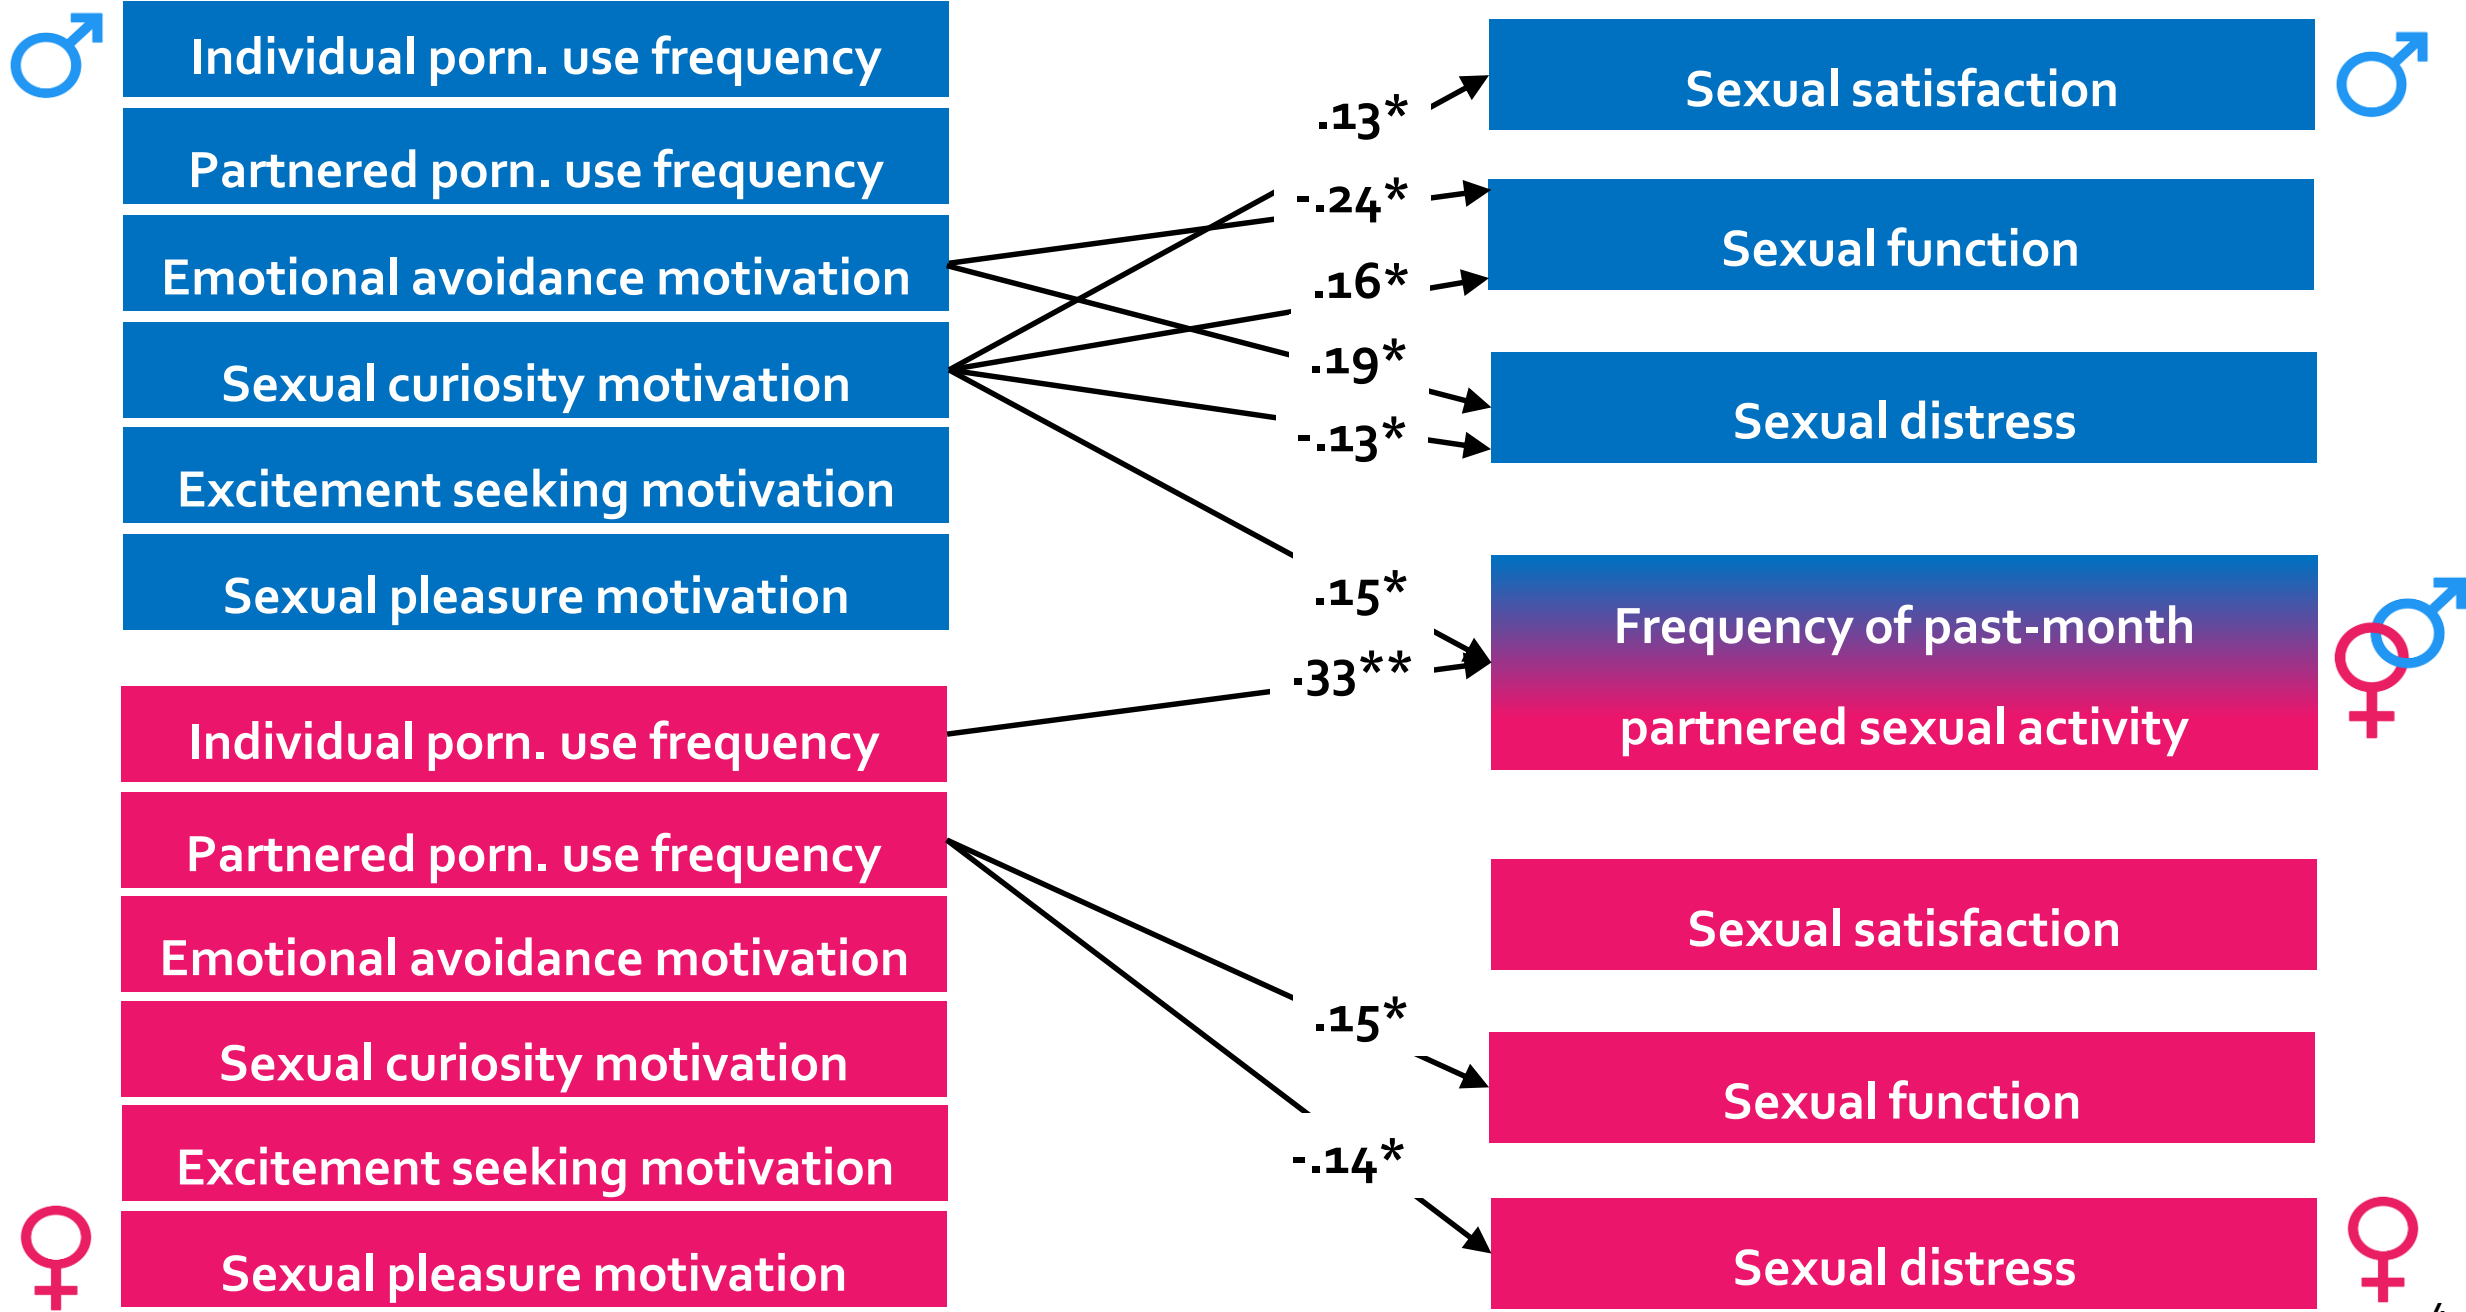 Individual porn. use frequency
Partnered porn. use frequency
Emotional avoidance motivation
Sexual curiosity motivation
Excitement seeking motivation
Sexual pleasure motivation
Individual porn. use frequency
Partnered porn. use frequency
Emotional avoidance motivation
Sexual curiosity motivation
Excitement seeking motivation
Sexual pleasure motivation
.13*
-.24*
.16*
.19*
-.13*
.15*
.33**
.15*
-.14*
Sexual satisfaction
Sexual function
Sexual distress
Frequency of past-month
partnered sexual activity
Sexual satisfaction
Sexual function
Sexual distress